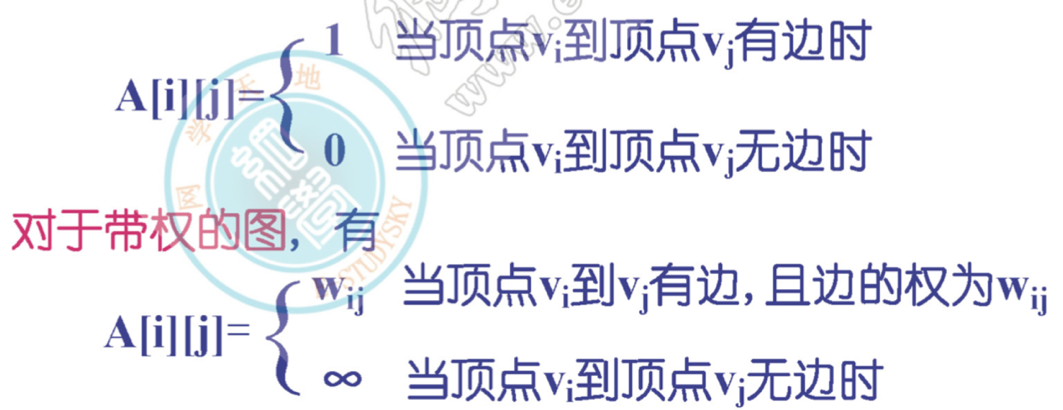 1 当顶点vi到顶点vj有边时
A[i][j]=
0 当顶点vi到顶点vj无边时
对于带权的图，有
wij 当顶点vi到vj有边，且边的权为wij
A[i][j]=
∞ 当顶点vi到顶点vj无边时